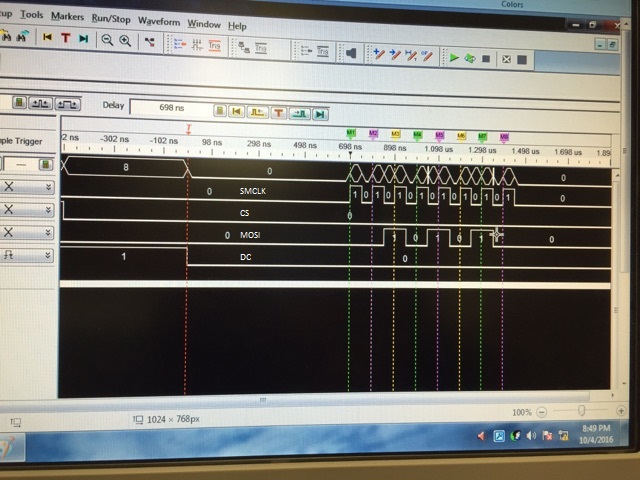 Colors
up Tools Markers Run/Stop Waveform Window Help
Delay 698 ns
ple Trigger
2 ns -302 ns -102 ns 98 ns 298 ns 498 ns 698 ns 898 ns 1.098 us 1.298 us 1.498 us 1.698 us 1.89
M1 M2 M3 M4 M5 M6 M7 M8
8 0 0
X 0 SMCLK 1 0 1 0 1 0 1 0 1 0 1 0 1 0 1 0
X CS 0
X 0 MOSI 1 0 1 0 1 0
1 DC 0
100%
1024 × 768px
8:49 PM
10/4/2016